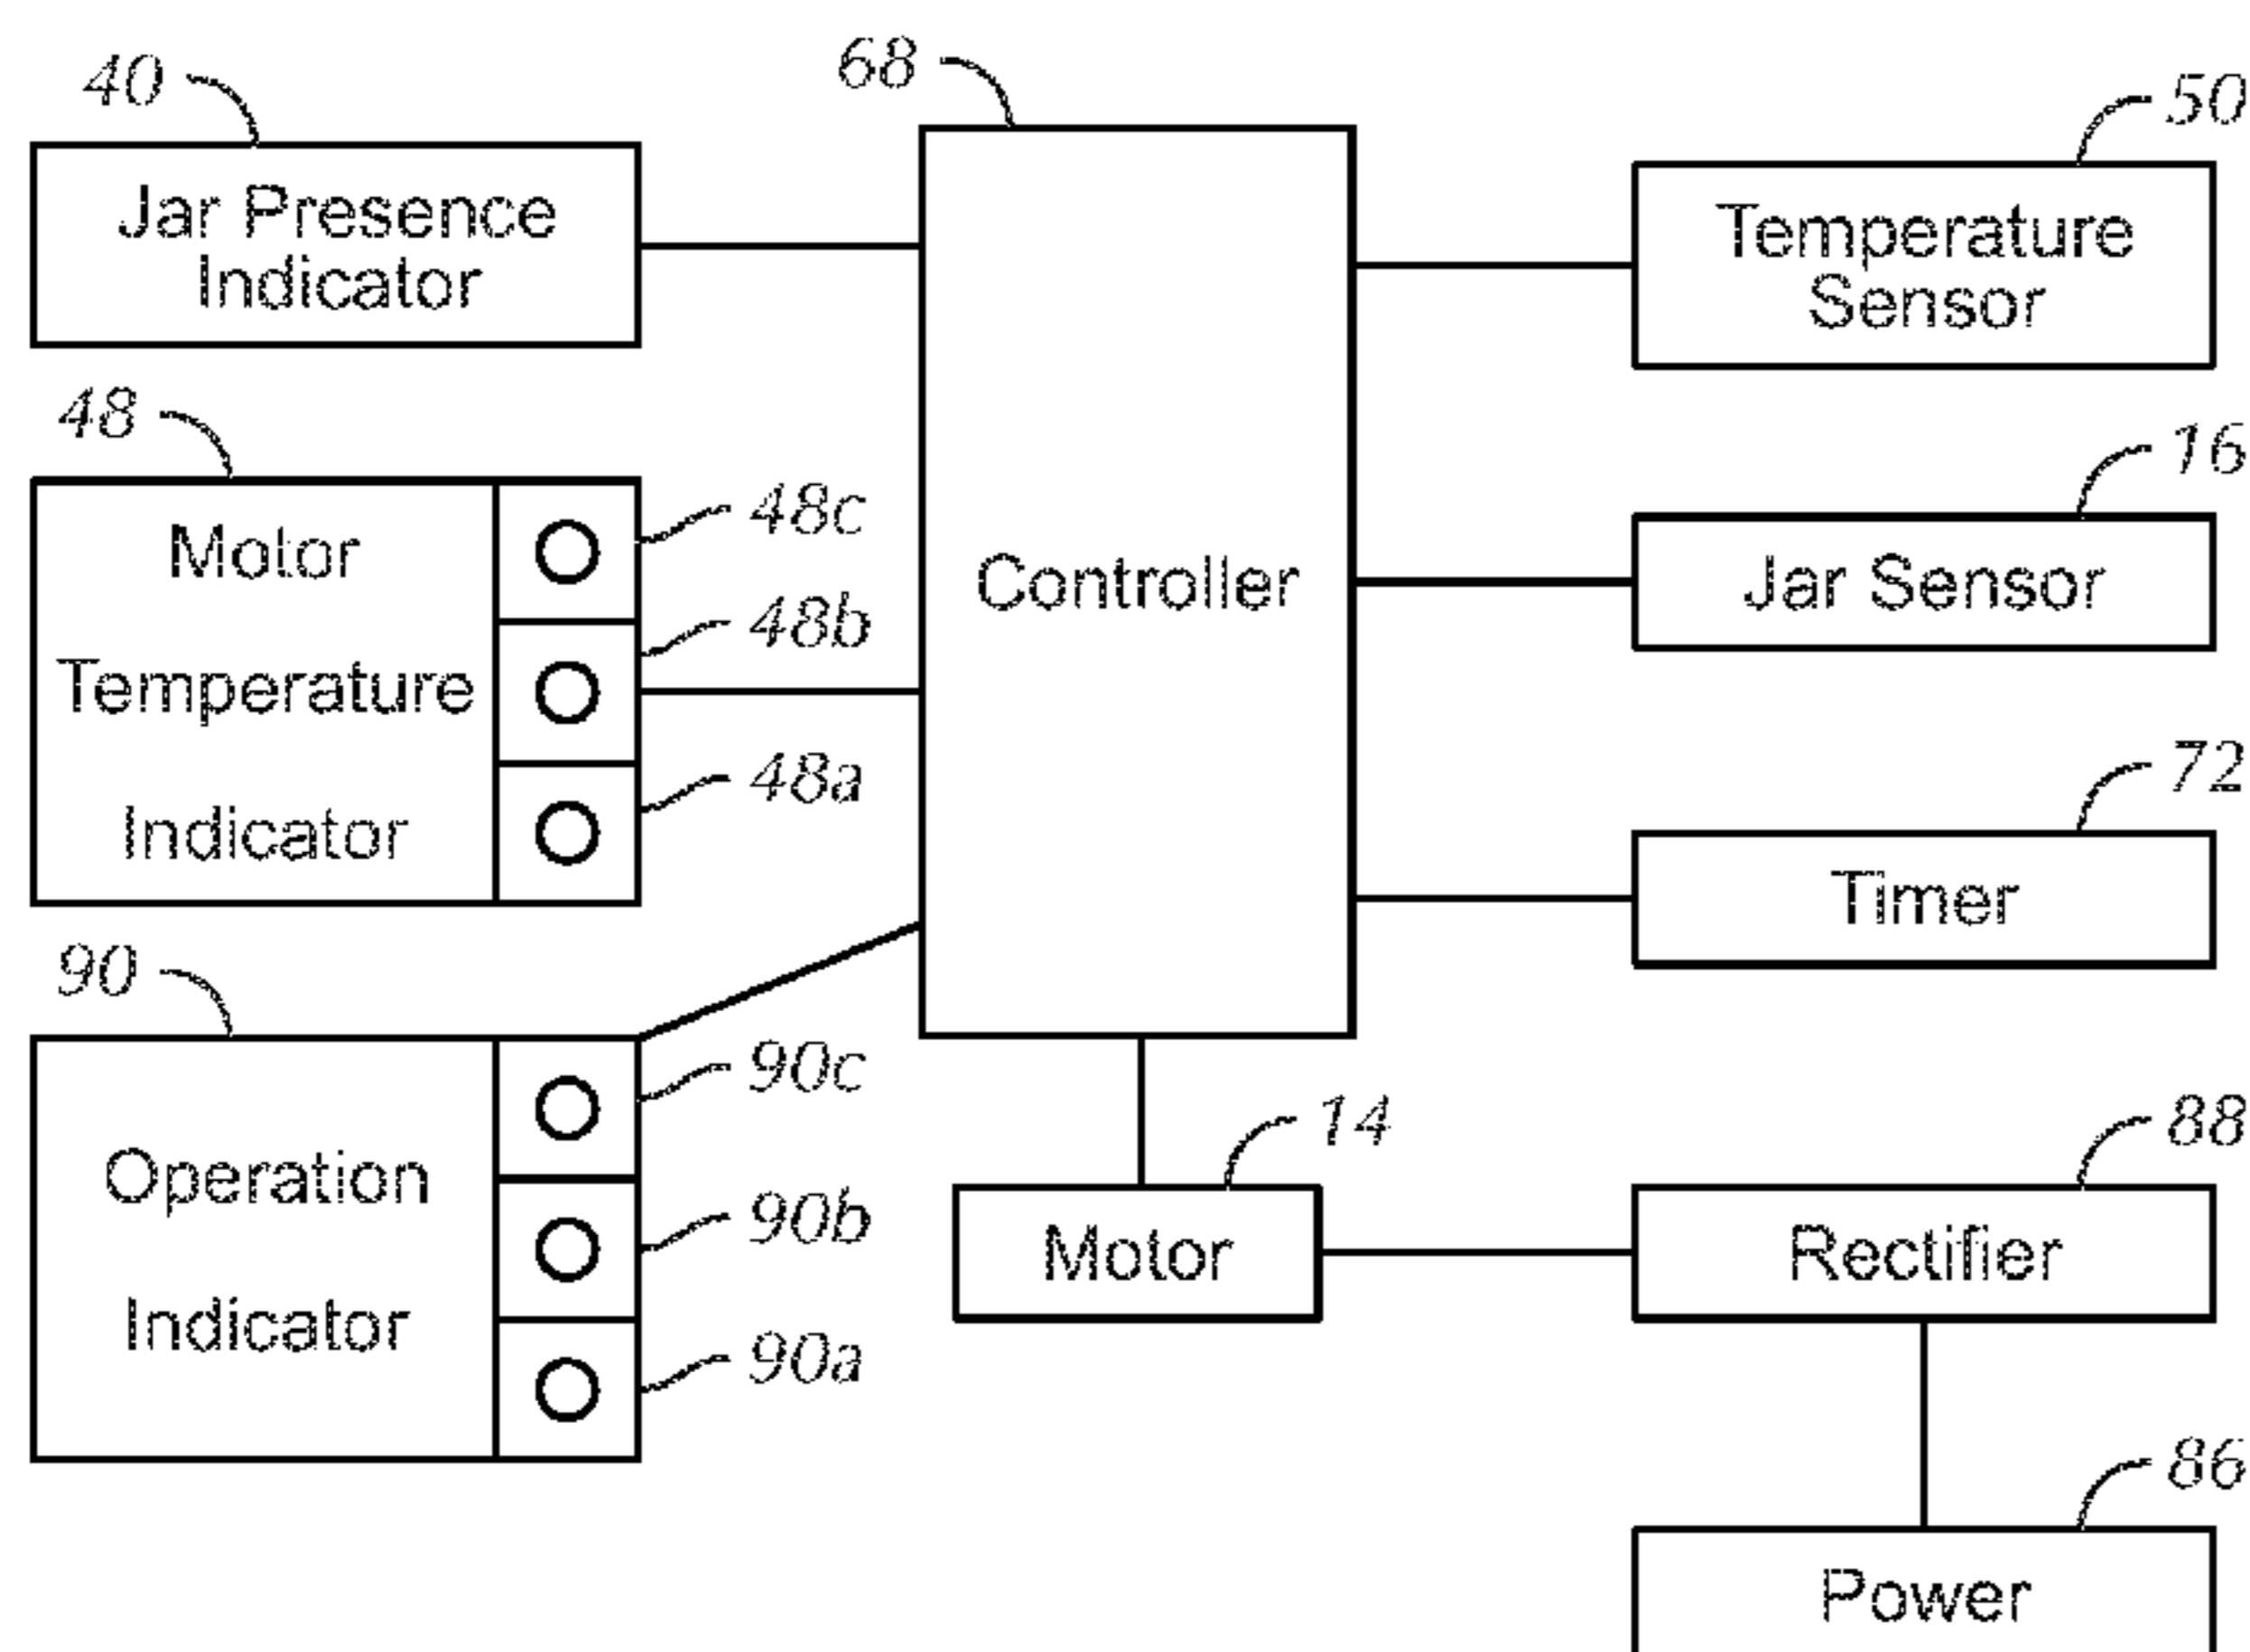 40
Jar Presence
Indicator
68
Controller
50
Temperature
Sensor
48
Motor
Temperature
Indicator
48c
48b
48a
16
Jar Sensor
72
Timer
90
Operation
Indicator
90c
90b
90a
14
Motor
88
Rectifier
86
Power